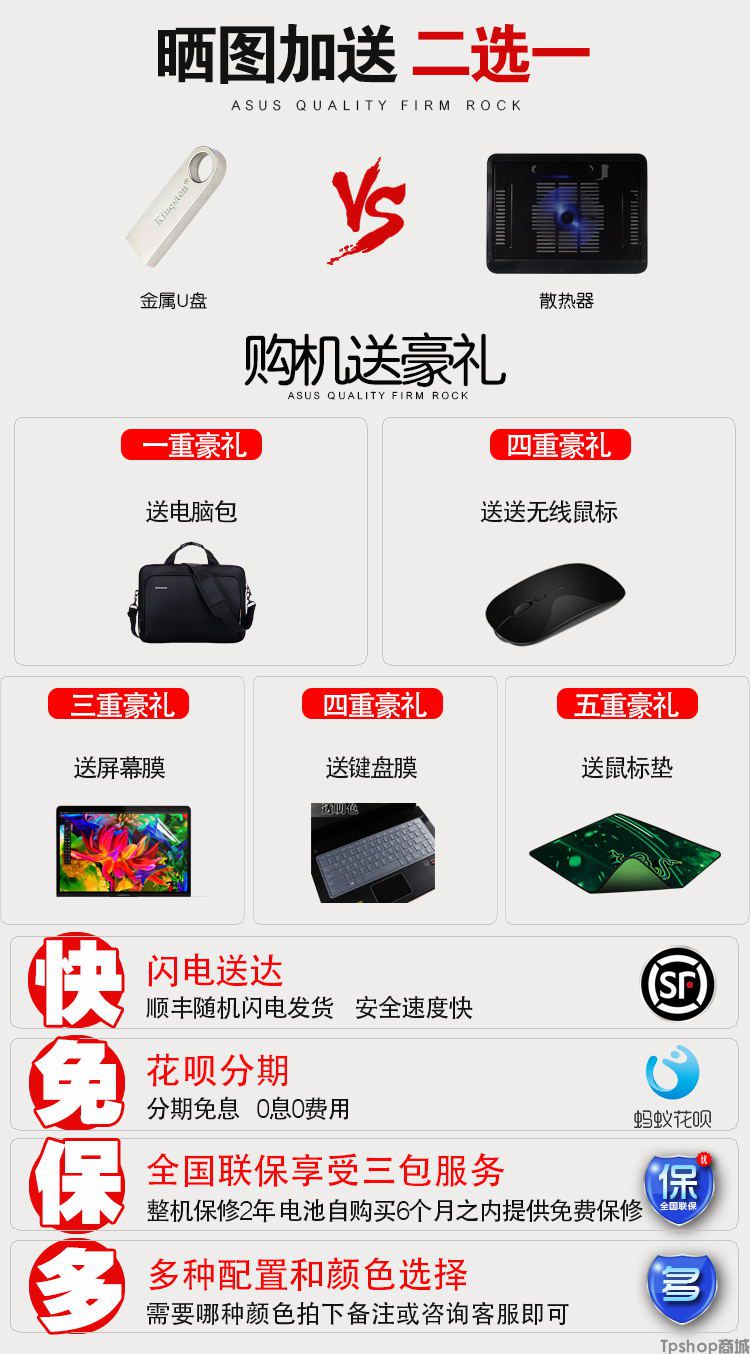 晒图加送 二选一
ASUS QUALITY FIRM ROCK
Kingston
VS
金属U盘
散热器
购机送豪礼
ASUS QUALITY FIRM ROCK
一重豪礼
四重豪礼
送电脑包
送送无线鼠标
三重豪礼
四重豪礼
五重豪礼
送屏幕膜
送键盘膜
送鼠标垫
透明色
快
闪电送达
顺丰随机闪电发货 安全速度快
SF
免
花呗分期
分期免息 0息0费用
蚂蚁花呗
保
全国联保享受三包服务
整机保修2年电池自购买6个月之内提供免费保修
保
优
全国联保
多
多种配置和颜色选择
需要哪种颜色拍下备注或咨询客服即可
多
Tpshop商城